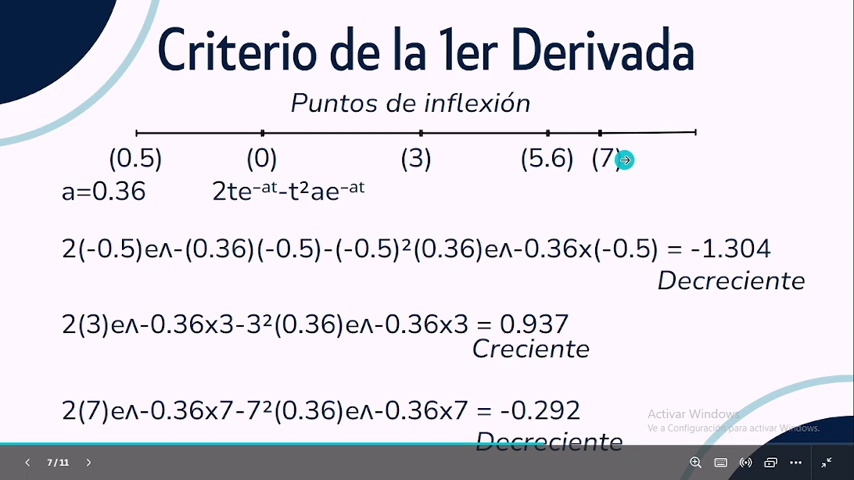 Criterio de la 1er Derivada
Puntos de inflexión
(0.5) (0) (3) (5.6) (7)
a=0.36 2te⁻ᵃᵗ-t²ae⁻ᵃᵗ
2(-0.5)e^-(0.36)(-0.5)-(-0.5)²(0.36)e^-0.36x(-0.5) = -1.304
Decreciente
2(3)e^-0.36x3-3²(0.36)e^-0.36x3 = 0.937
Creciente
2(7)e^-0.36x7-7²(0.36)e^-0.36x7 = -0.292
Decreciente
Activar Windows
Ve a Configuración para activar Windows.
7/11